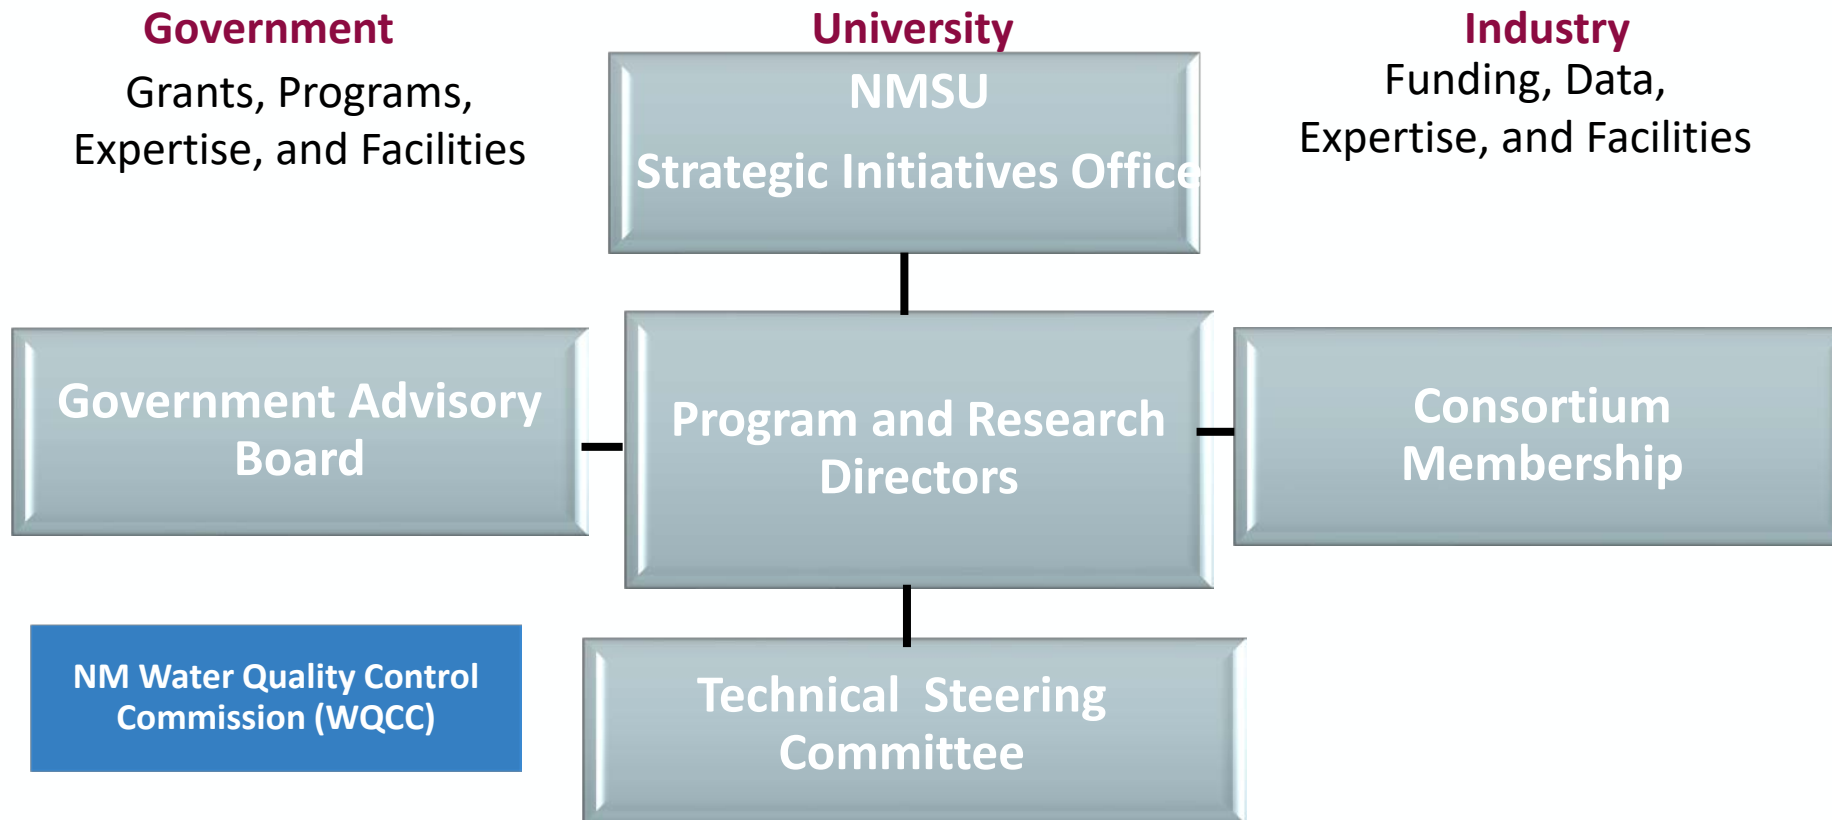 Government
Grants, Programs,
Expertise, and Facilities
University
NMSU
Strategic Initiatives Office
Industry
Funding, Data,
Expertise, and Facilities
Government Advisory
Board
Program and Research
Directors
Consortium
Membership
NM Water Quality Control
Commission (WQCC)
Technical  Steering
Committee